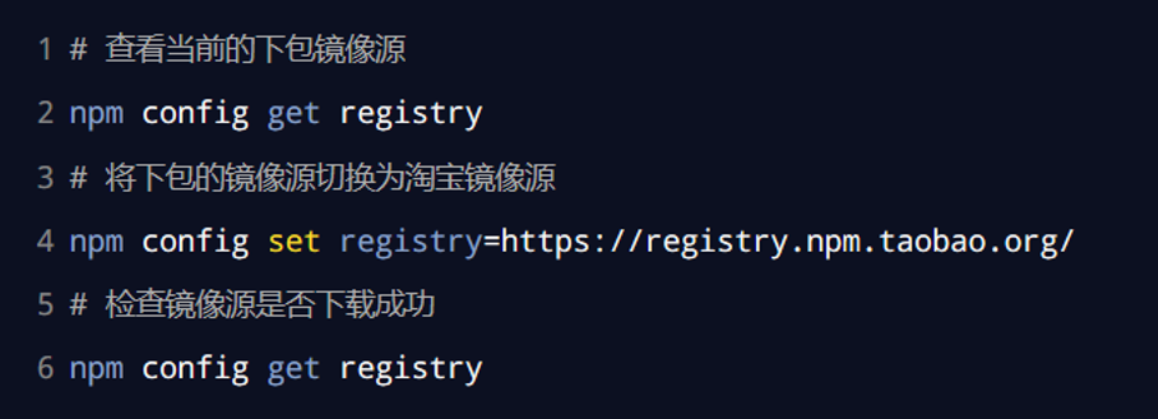 1 # 查看当前的下包镜像源
2 npm config get registry
3 # 将下包的镜像源切换为淘宝镜像源
4 npm config set registry=https://registry.npm.taobao.org/
5 # 检查镜像源是否下载成功
6 npm config get registry